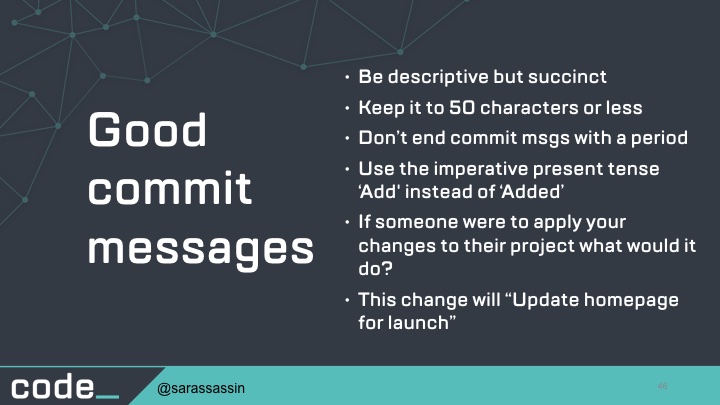 Good
commit
messages
• Be descriptive but succinct
• Keep it to 50 characters or less
• Don’t end commit msgs with a period
• Use the imperative present tense
‘Add' instead of ‘Added’
• If someone were to apply your
changes to their project what would it
do?
• This change will “Update homepage
for launch”
code_
@sarassassin
46